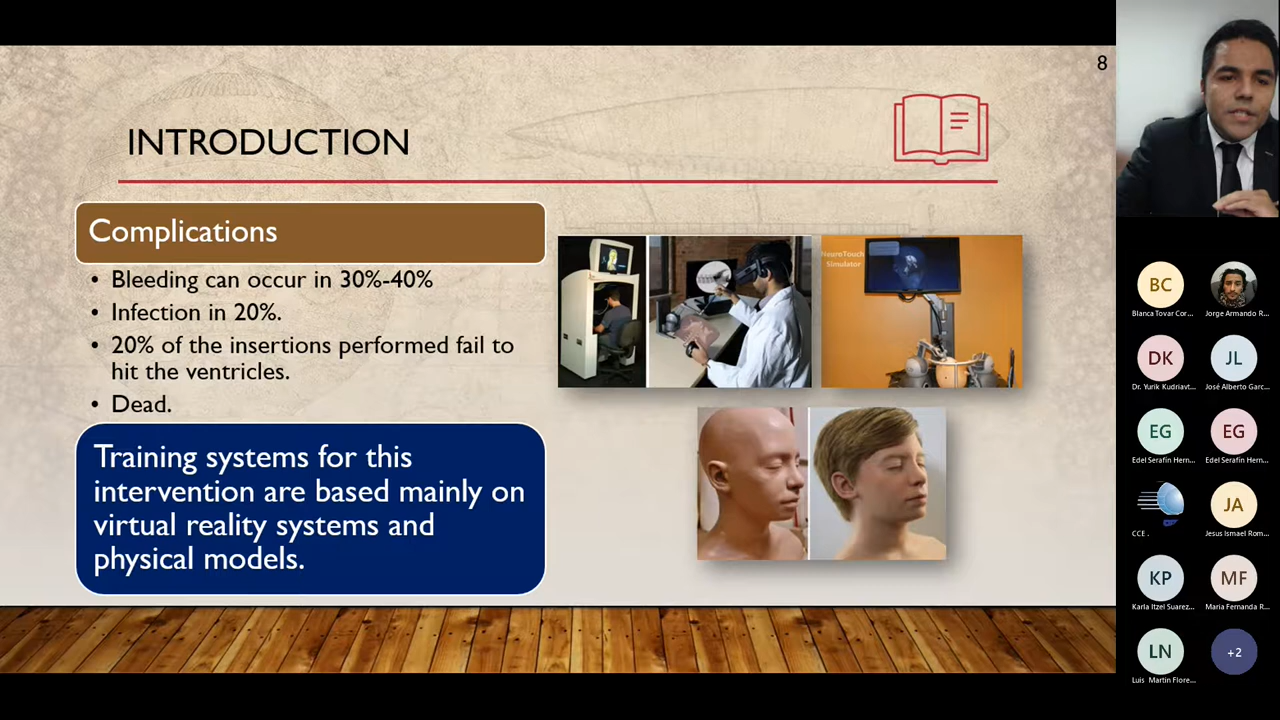 8
INTRODUCTION
Complications
• Bleeding can occur in 30%-40%
• Infection in 20%.
• 20% of the insertions performed fail to
hit the ventricles.
• Dead.
Training systems for this
intervention are based mainly on
virtual reality systems and
physical models.
NeuroTouch
Simulator
BC
Blanca Tovar Cor...
Jorge Armando R...
DK
Dr. Yurik Kudriavt...
JL
José Alberto Garc...
EG
Edel Serafín Hern...
EG
Edel Serafín Hern...
CCE .
JA
Jesus Ismael Rom...
KP
Karla Itzel Suarez...
MF
Maria Fernanda R...
LN
Luis Martin Flore...
+2